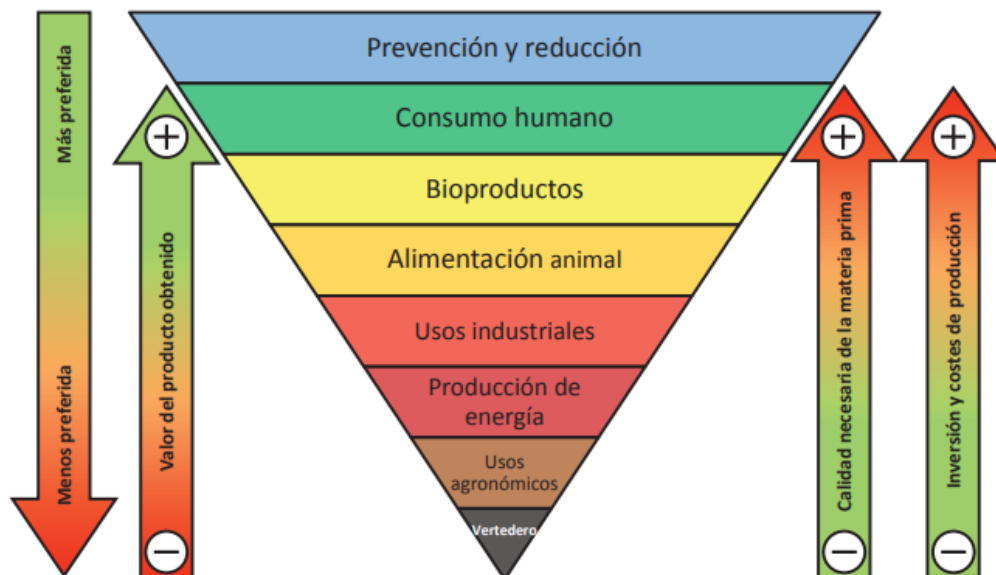 Prevención y reducción
Consumo humano
Bioproductos
Alimentación animal
Usos industriales
Producción de
energía
Usos
agronómicos
Vertedero
Más preferida
Menos preferida
+
Valor del producto obtenido
−
+
Calidad necesaria de la materia prima
−
+
Inversión y costes de producción
−